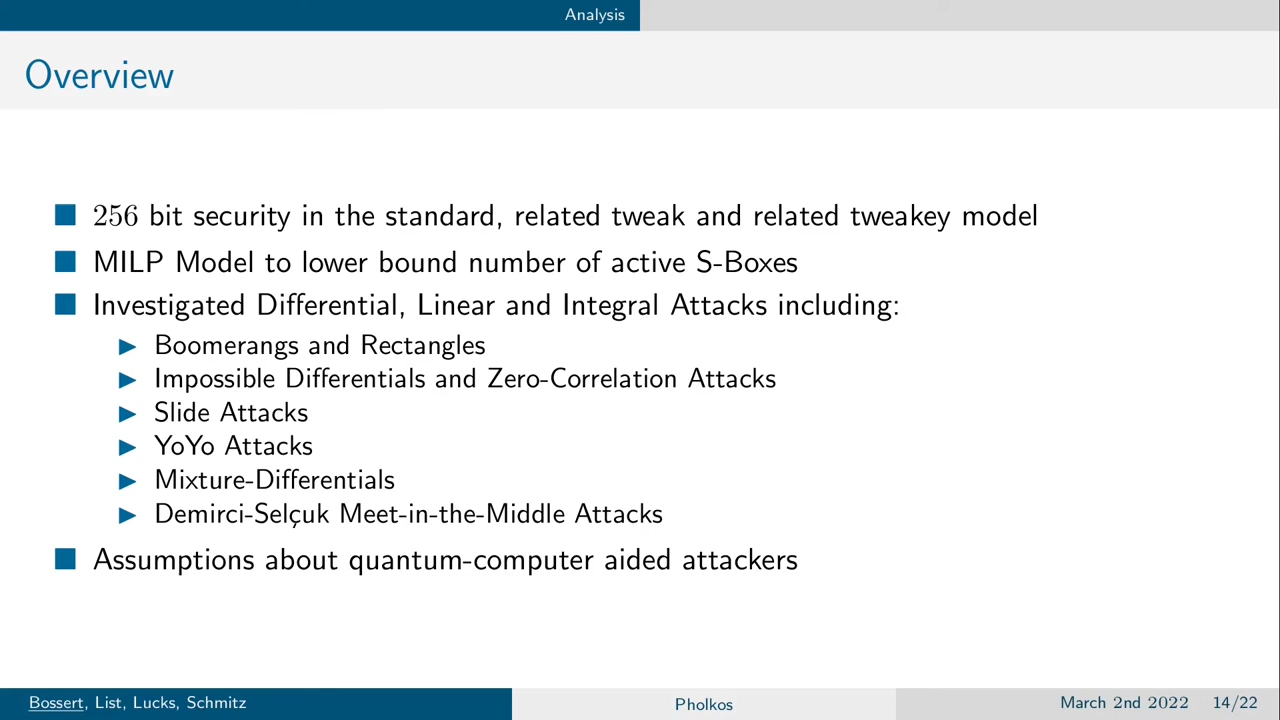 Analysis
Overview
256 bit security in the standard, related tweak and related tweakey model
MILP Model to lower bound number of active S-Boxes
Investigated Differential, Linear and Integral Attacks including:
Boomerangs and Rectangles
Impossible Differentials and Zero-Correlation Attacks
Slide Attacks
YoYo Attacks
Mixture-Differentials
Demirci-Selçuk Meet-in-the-Middle Attacks
Assumptions about quantum-computer aided attackers
Bossert, List, Lucks, Schmitz
Pholkos
March 2nd 2022 14/22